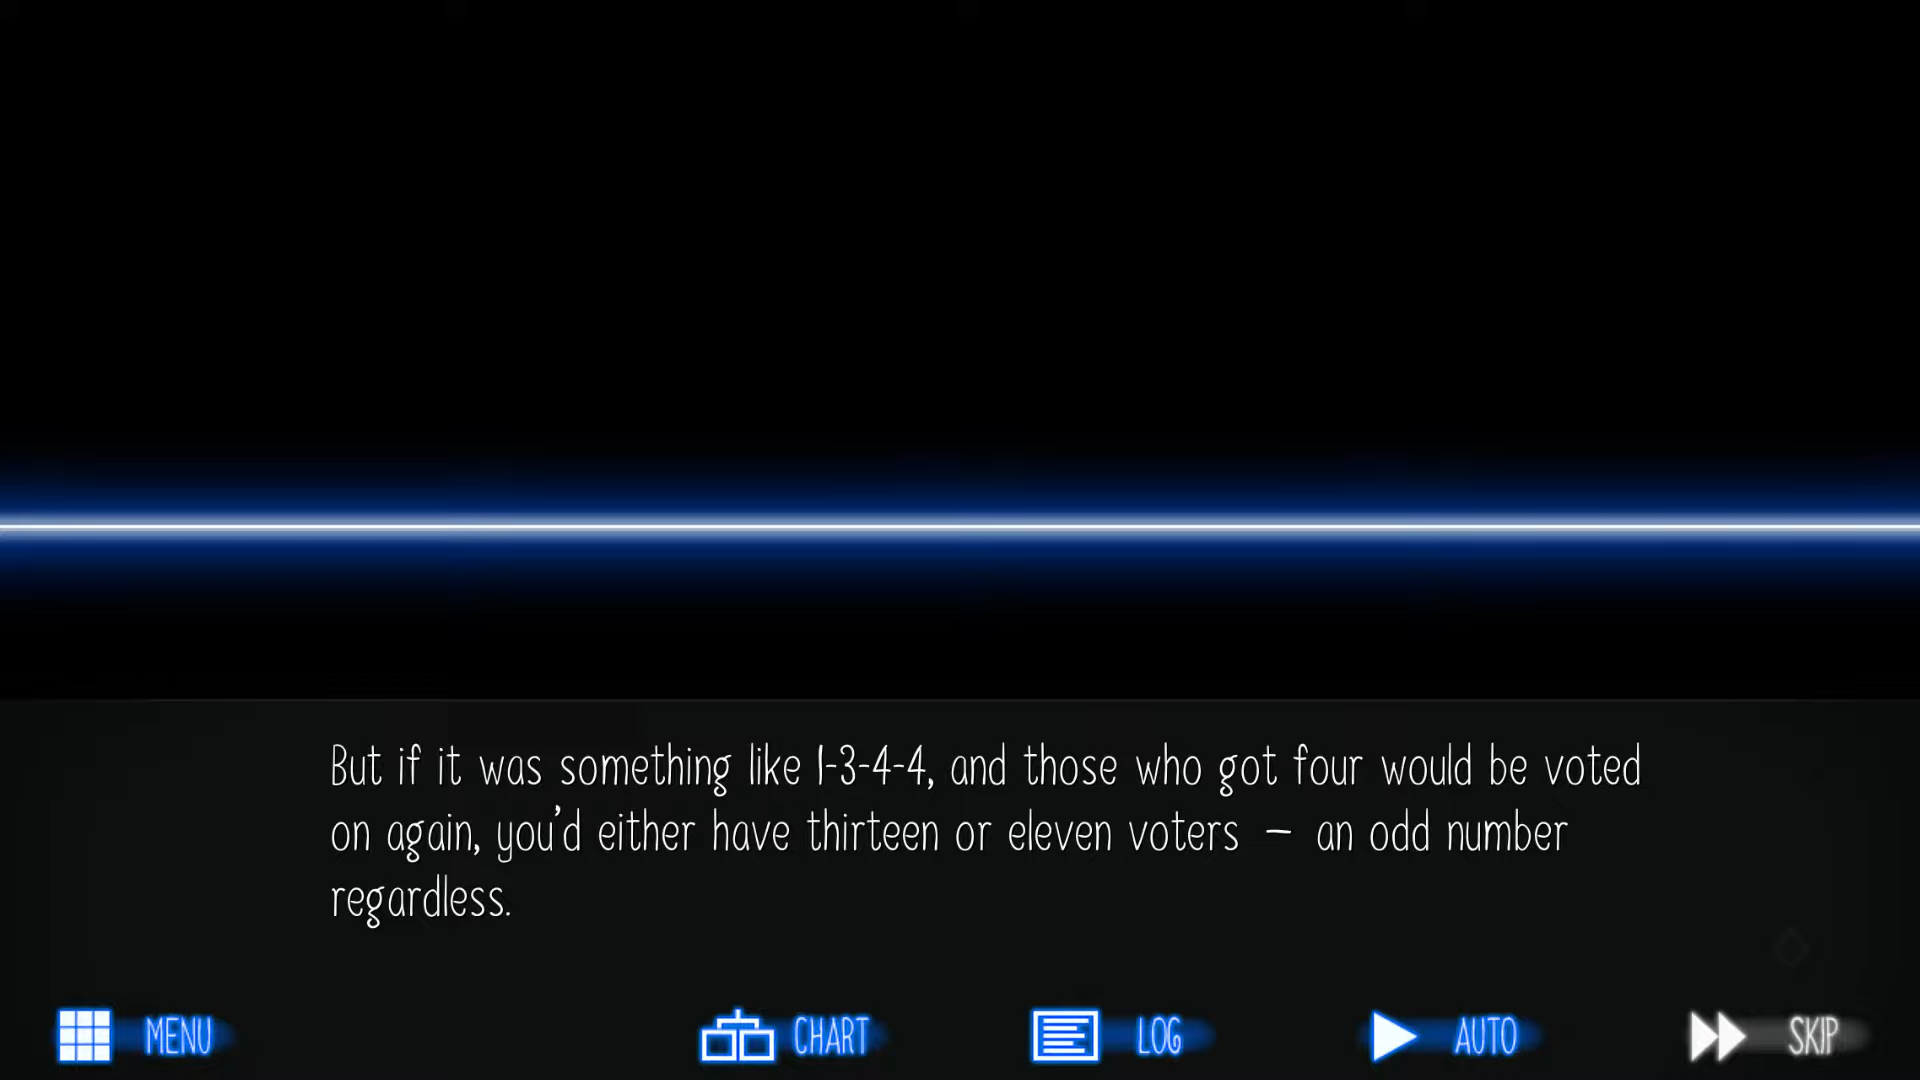 But if it was something like 1-3-4-4, and those who got four would be voted
on again, you'd either have thirteen or eleven voters – an odd number
regardless.
MENU
CHART
LOG
AUTO
SKIP